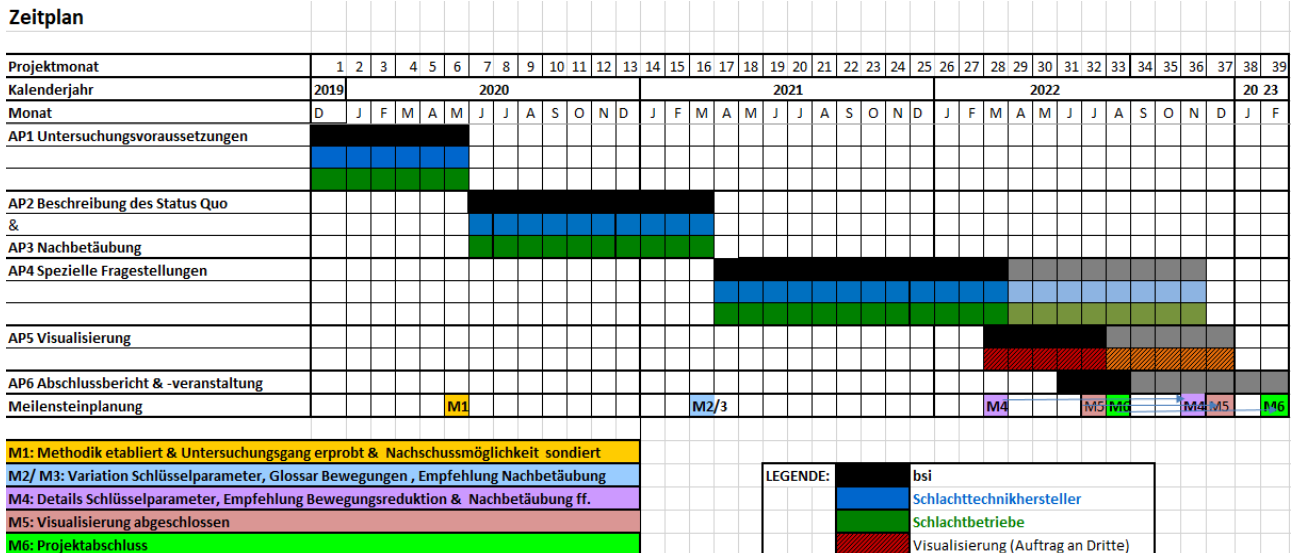 Zeitplan
Projektmonat 1 2 3 4 5 6 7 8 9 10 11 12 13 14 15 16 17 18 19 20 21 22 23 24 25 26 27 28 29 30 31 32 33 34 35 36 37 38 39
Kalenderjahr 2019 2020 2021 2022 20 23
Monat D J F M A M J J A S O N D J F M A M J J A S O N D J F M A M J J A S O N D J F
AP1 Untersuchungsvoraussetzungen
AP2 Beschreibung des Status Quo
&
AP3 Nachbetäubung
AP4 Spezielle Fragestellungen
AP5 Visualisierung
AP6 Abschlussbericht & -veranstaltung
Meilensteinplanung M1 M2/3 M4 M5 M6 M4 M5 M6
M1: Methodik etabliert & Untersuchungsgang erprobt & Nachschussmöglichkeit sondiert
M2/ M3: Variation Schlüsselparameter, Glossar Bewegungen , Empfehlung Nachbetäubung
M4: Details Schlüsselparameter, Empfehlung Bewegungsreduktion & Nachbetäubung ff.
M5: Visualisierung abgeschlossen
M6: Projektabschluss
LEGENDE: bsi
Schlachttechnikhersteller
Schlachtbetriebe
Visualisierung (Auftrag an Dritte)